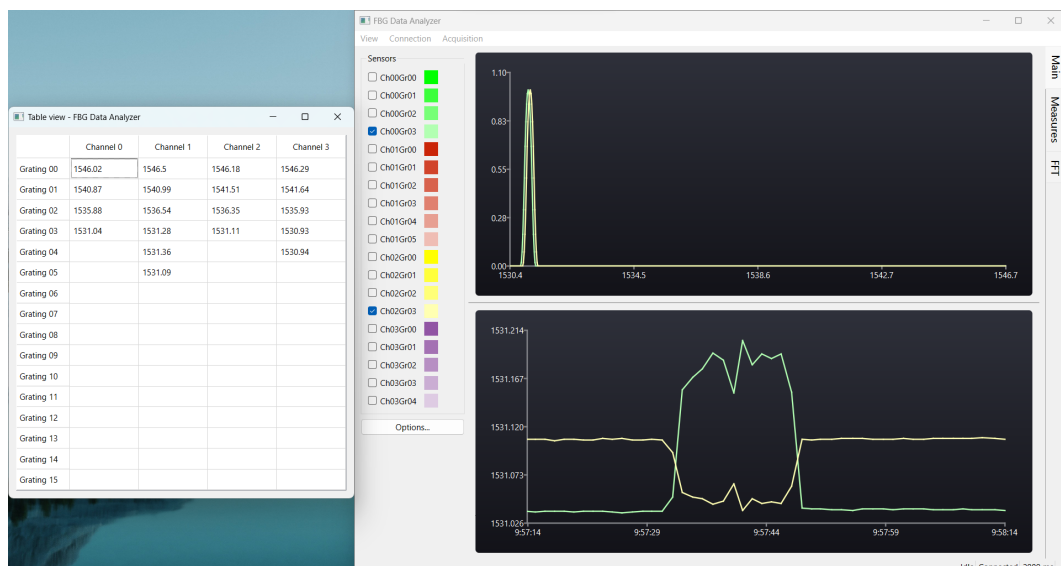 FBG Data Analyzer
View Connection Acquisition
Sensors
Ch00Gr00
Ch00Gr01
Ch00Gr02
Ch00Gr03
Ch01Gr00
Ch01Gr01
Ch01Gr02
Ch01Gr03
Ch01Gr04
Ch01Gr05
Ch02Gr00
Ch02Gr01
Ch02Gr02
Ch02Gr03
Ch03Gr00
Ch03Gr01
Ch03Gr02
Ch03Gr03
Ch03Gr04
Options...
Table view - FBG Data Analyzer
Channel 0 Channel 1 Channel 2 Channel 3
Grating 00 1546.02 1546.5 1546.18 1546.29
Grating 01 1540.87 1540.99 1541.51 1541.64
Grating 02 1535.88 1536.54 1536.35 1535.93
Grating 03 1531.04 1531.28 1531.11 1530.93
Grating 04 1531.36 1530.94
Grating 05 1531.09
Grating 06
Grating 07
Grating 08
Grating 09
Grating 10
Grating 11
Grating 12
Grating 13
Grating 14
Grating 15
1.10
0.83
0.55
0.28
0.00
1530.4 1534.5 1538.6 1542.7 1546.7
1531.214
1531.167
1531.120
1531.073
1531.026
9:57:14 9:57:29 9:57:44 9:57:59 9:58:14
Main
Measures
FFT